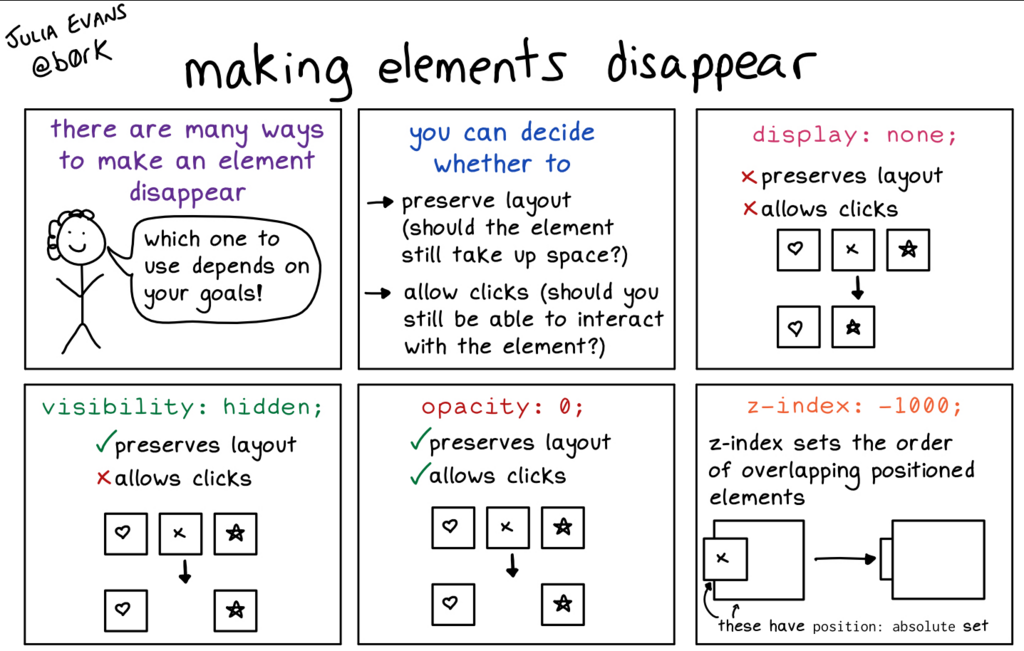 JULIA EVANS
@bØrk
making elements disappear
there are many ways
to make an element
disappear
which one to
use depends on
your goals!
you can decide
whether to
→ preserve layout
(should the element
still take up space?)
→ allow clicks (should you
still be able to interact
with the element?)
display: none;
× preserves layout
× allows clicks
visibility: hidden;
✓ preserves layout
× allows clicks
opacity: 0;
✓ preserves layout
✓ allows clicks
z-index: -1000;
z-index sets the order
of overlapping positioned
elements
these have position: absolute set